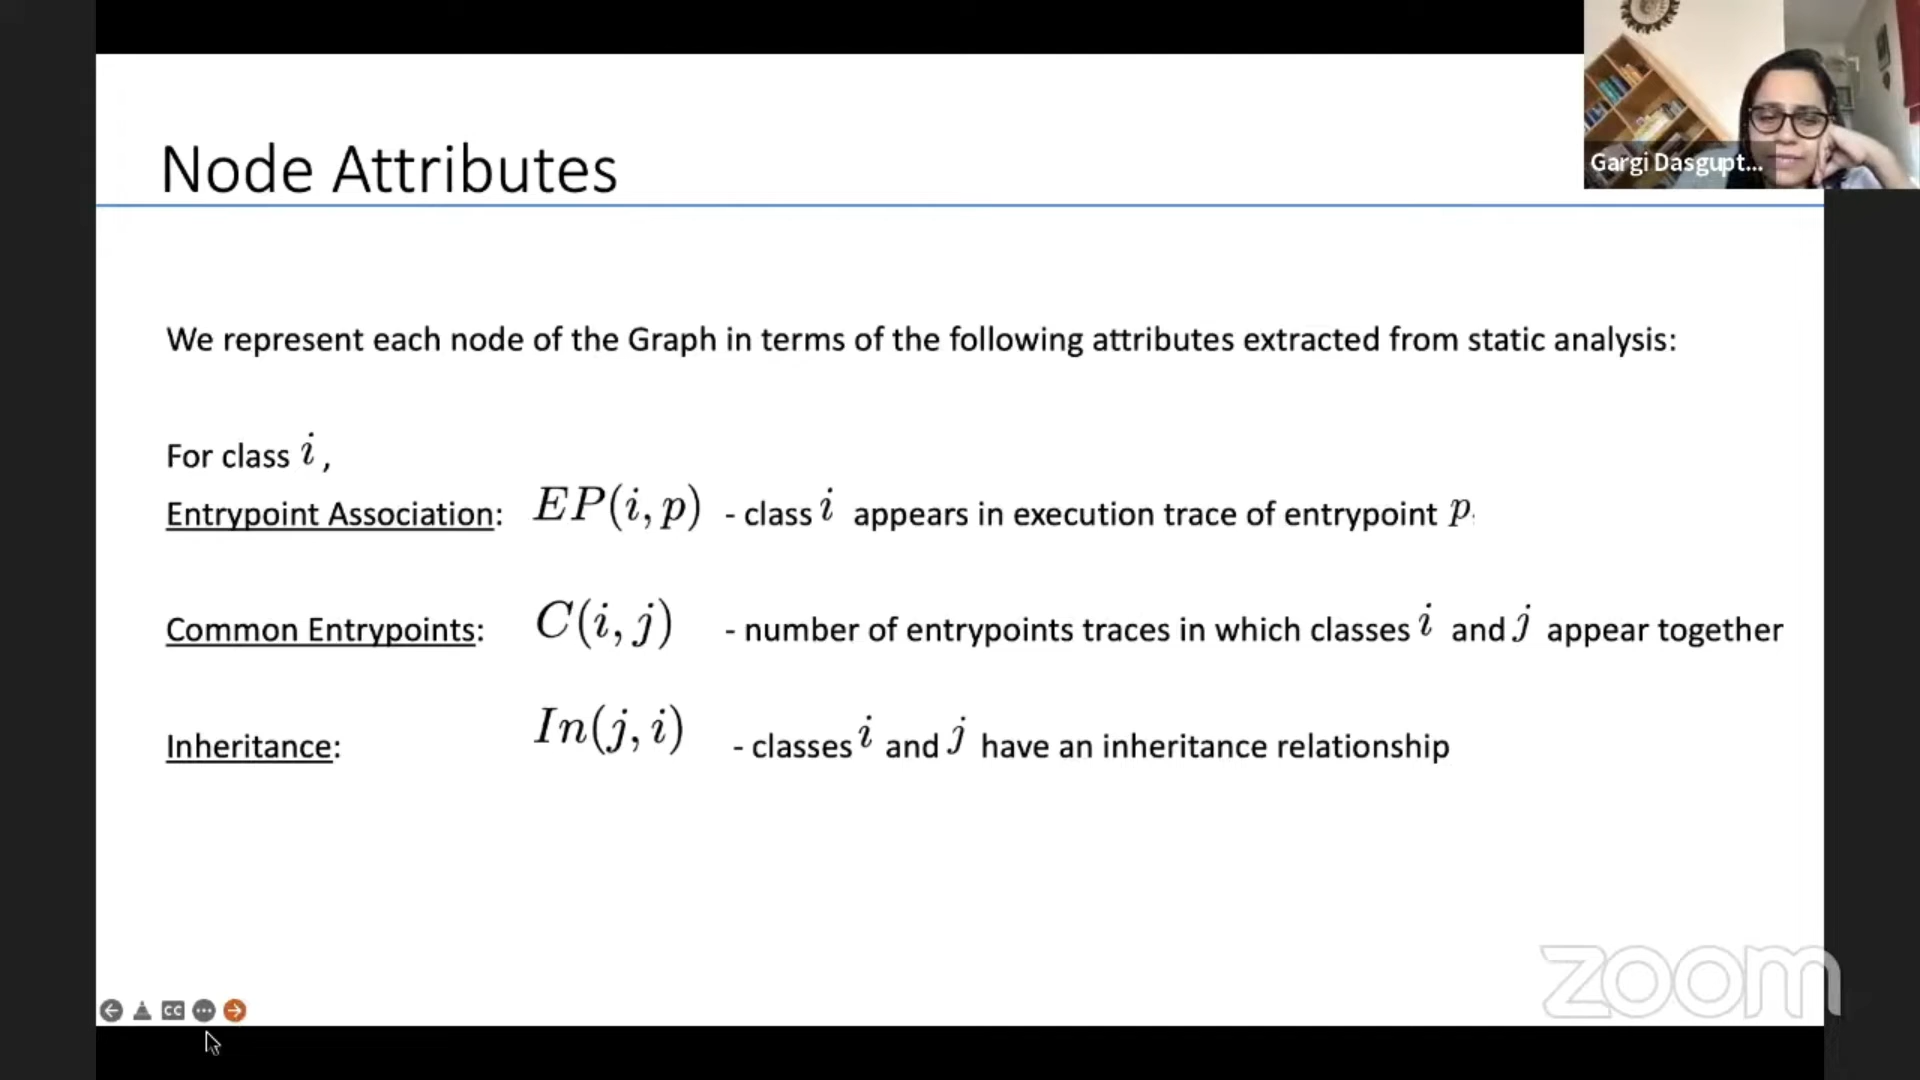 Gargi Dasgupt...
Node Attributes
We represent each node of the Graph in terms of the following attributes extracted from static analysis:
For class i ,
Entrypoint Association: EP(i, p) - class i appears in execution trace of entrypoint p
Common Entrypoints: C(i, j) - number of entrypoints traces in which classes i and j appear together
Inheritance: In(j, i) - classes i and j have an inheritance relationship
zoom
CC